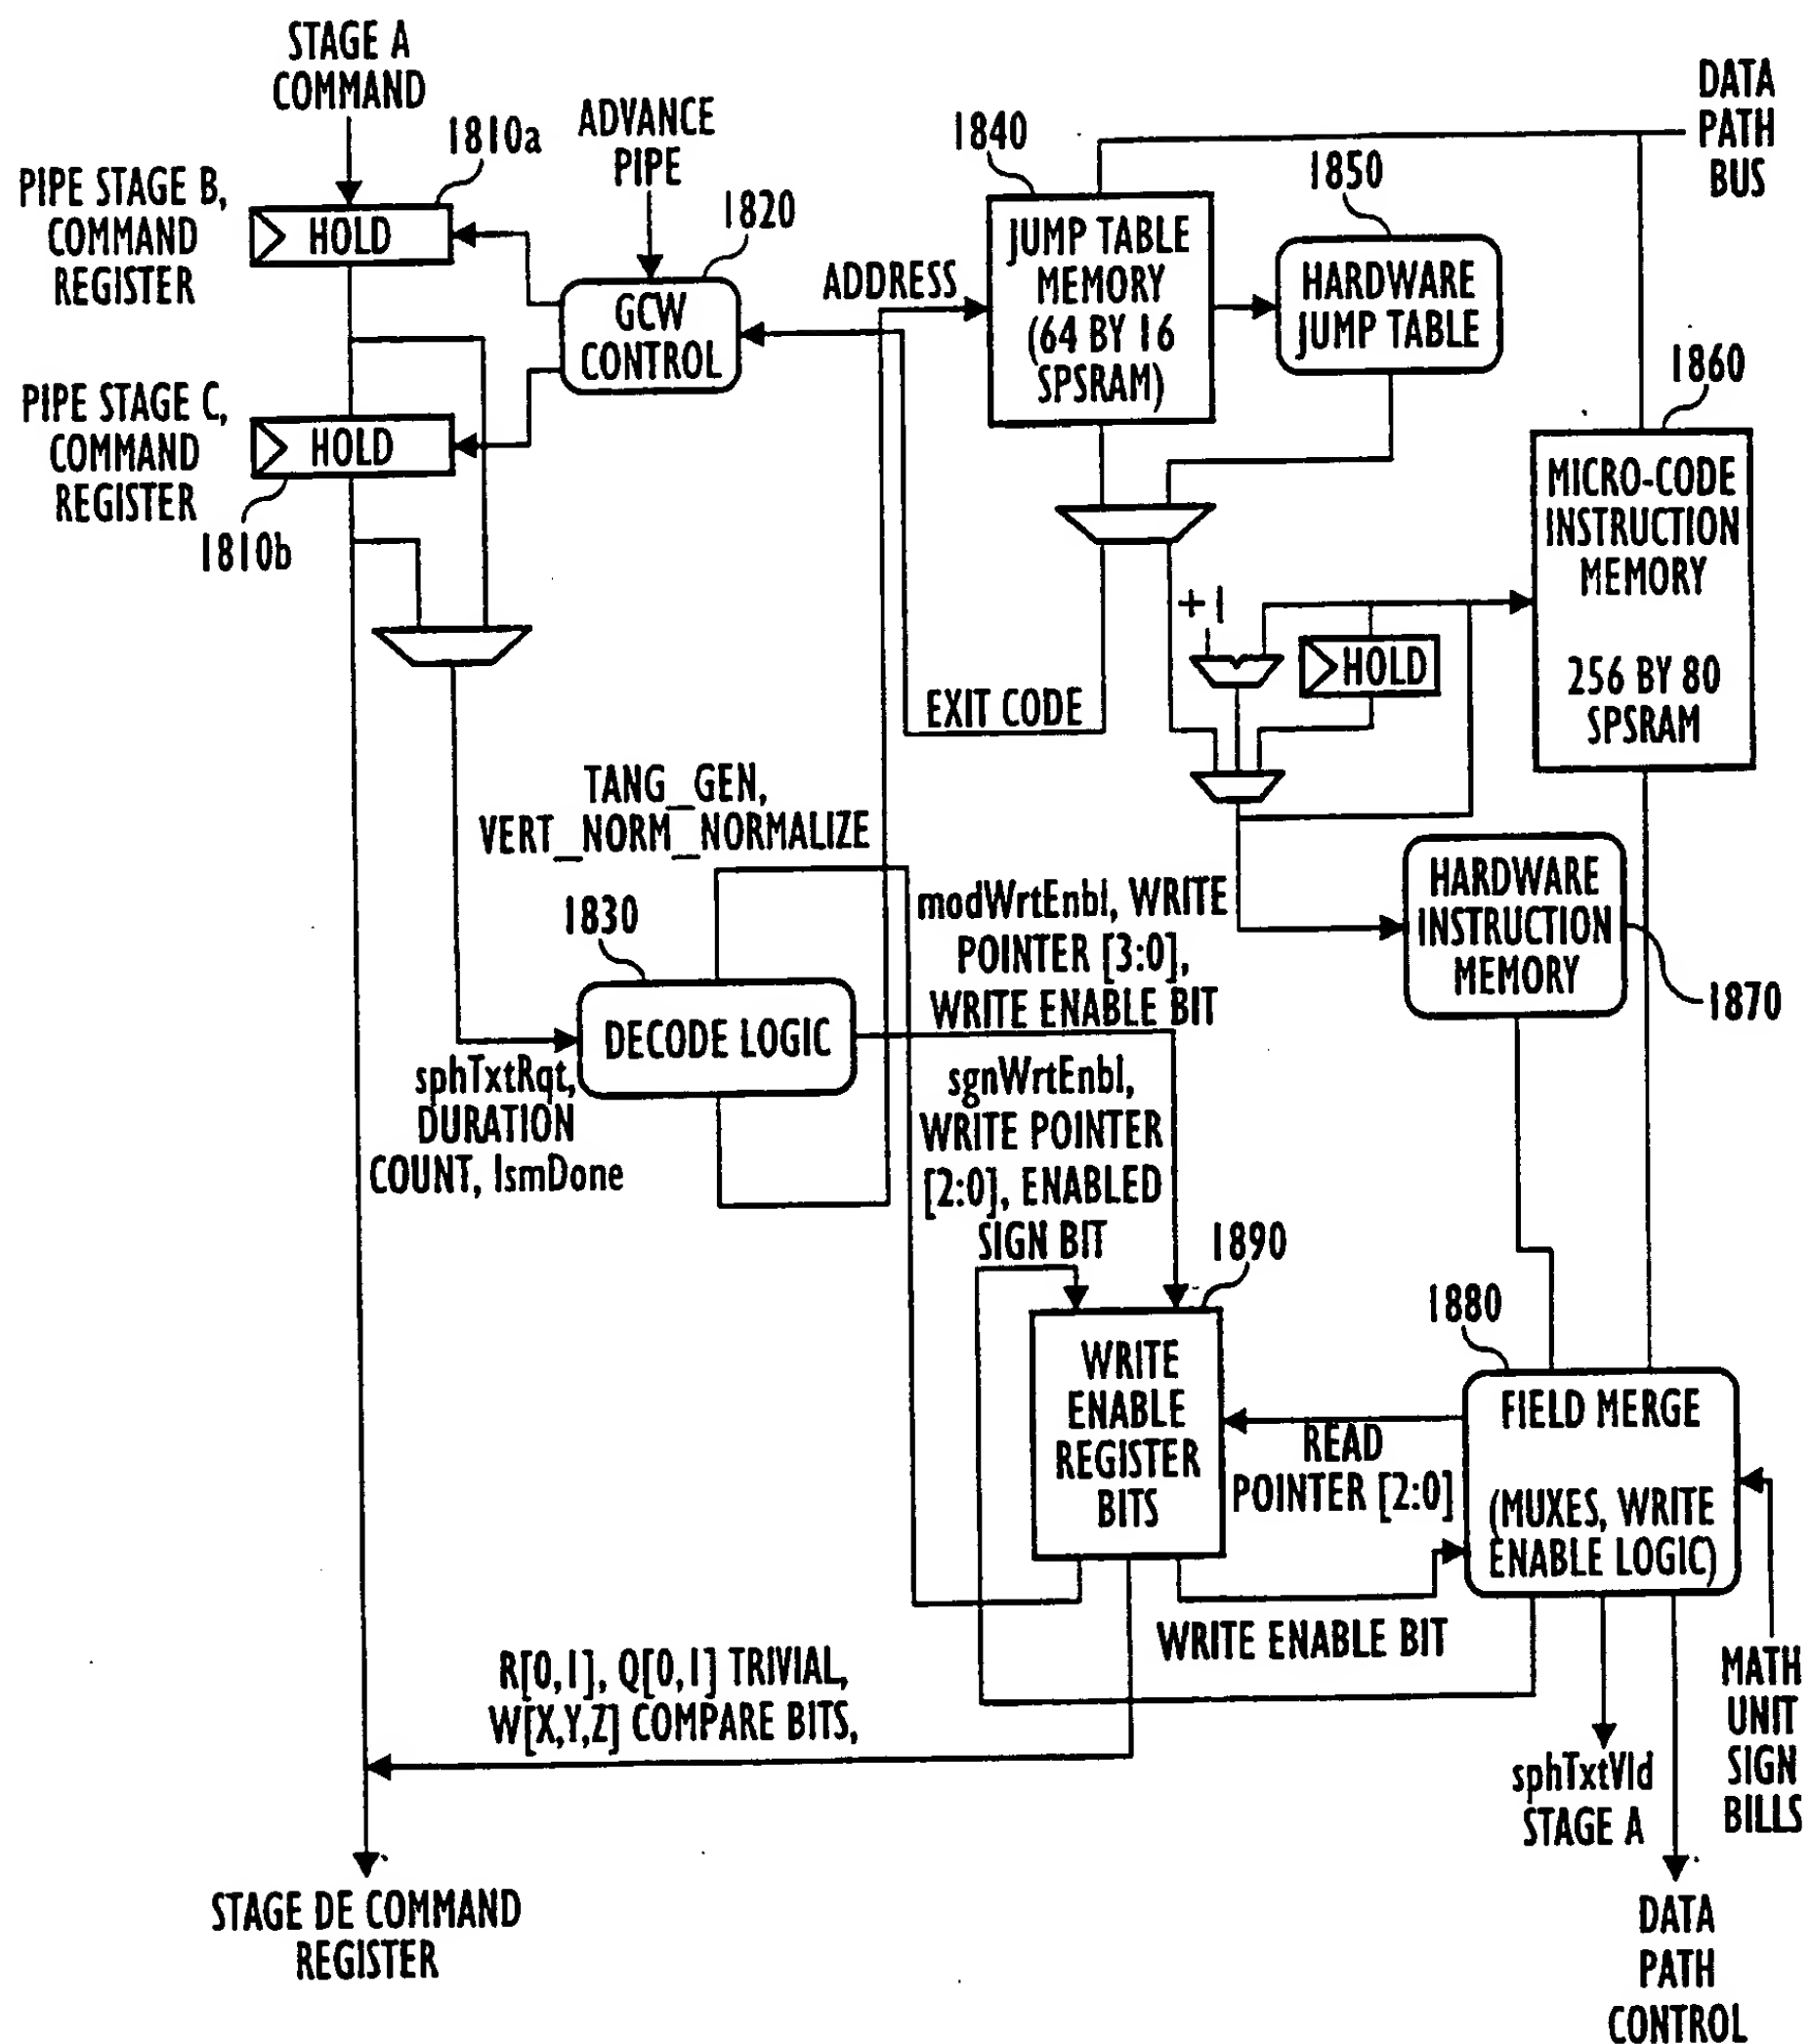 STAGE A
COMMAND
1810a
ADVANCE
PIPE
1820
PIPE STAGE B,
COMMAND
REGISTER
HOLD
GCW
CONTROL
PIPE STAGE C,
COMMAND
REGISTER
HOLD
1810b
1840
DATA
PATH
BUS
1850
ADDRESS
JUMP TABLE
MEMORY
(64 BY 16
SPSRAM)
HARDWARE
JUMP TABLE
1860
MICRO-CODE
INSTRUCTION
MEMORY
256 BY 80
SPSRAM
+1
HOLD
EXIT CODE
TANG_GEN,
VERT_NORM_NORMALIZE
1830
DECODE LOGIC
sphTxtRqt,
DURATION
COUNT, lsmDone
modWrtEnbl, WRITE
POINTER [3:0],
WRITE ENABLE BIT
HARDWARE
INSTRUCTION
MEMORY
1870
sgnWrtEnbl,
WRITE POINTER
[2:0], ENABLED
SIGN BIT
1890
WRITE
ENABLE
REGISTER
BITS
1880
FIELD MERGE
(MUXES, WRITE
ENABLE LOGIC)
READ
POINTER [2:0]
WRITE ENABLE BIT
R[0,1], Q[0,1] TRIVIAL,
W[X,Y,Z] COMPARE BITS,
MATH
UNIT
SIGN
BILLS
sphTxtVld
STAGE A
STAGE DE COMMAND
REGISTER
DATA
PATH
CONTROL